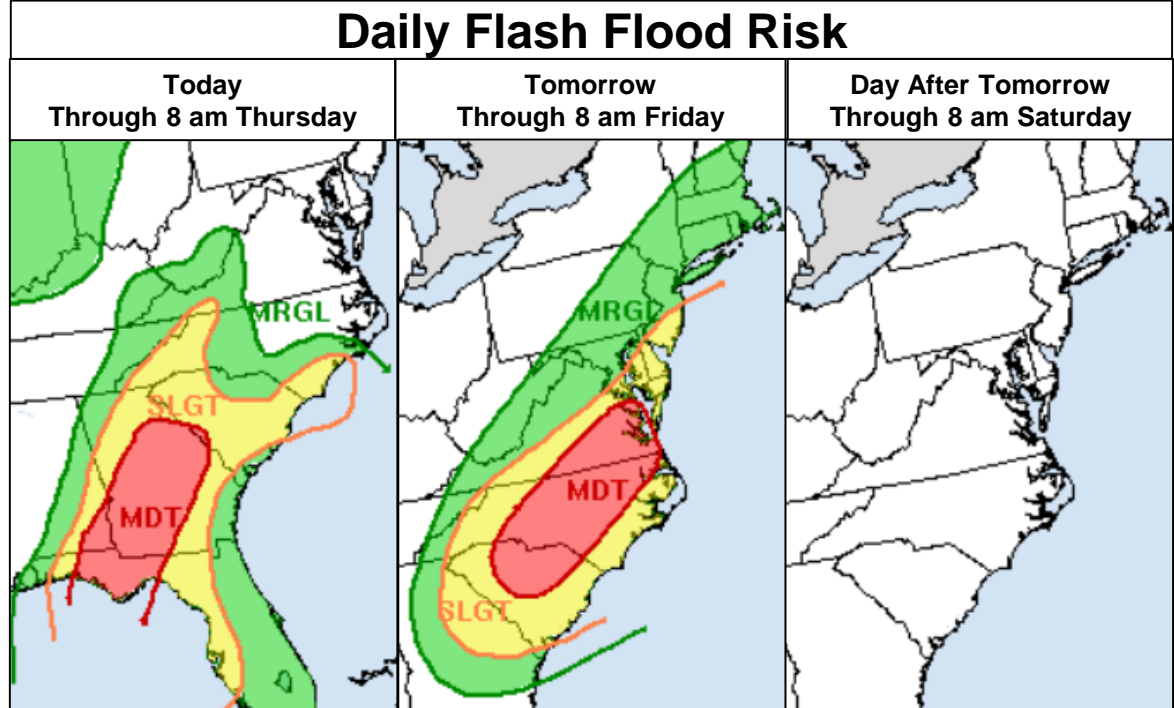 Daily Flash Flood Risk
Today
Through 8 am Thursday
Tomorrow
Through 8 am Friday
Day After Tomorrow
Through 8 am Saturday
MRGL
SLGT
MDT
MRGL
MDT
SLGT